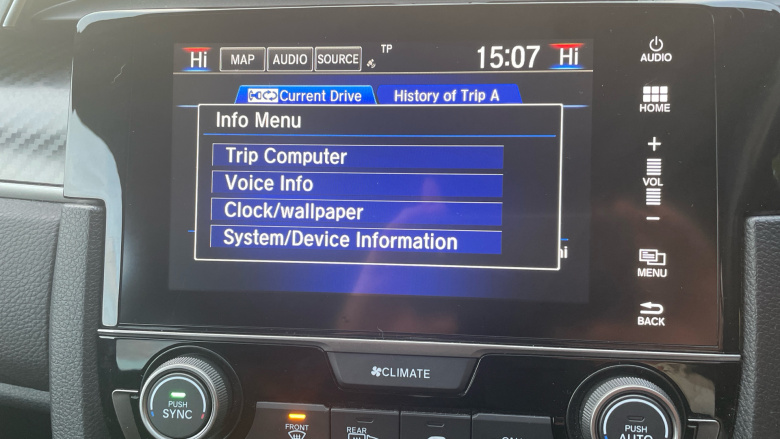 Hi MAP AUDIO SOURCE TP 15:07 Hi
Current Drive History of Trip A
Info Menu
Trip Computer
Voice Info
Clock/wallpaper
System/Device Information
AUDIO
HOME
+
VOL
−
MENU
BACK
CLIMATE
PUSH
SYNC
FRONT
REAR
PUSH
AUTO